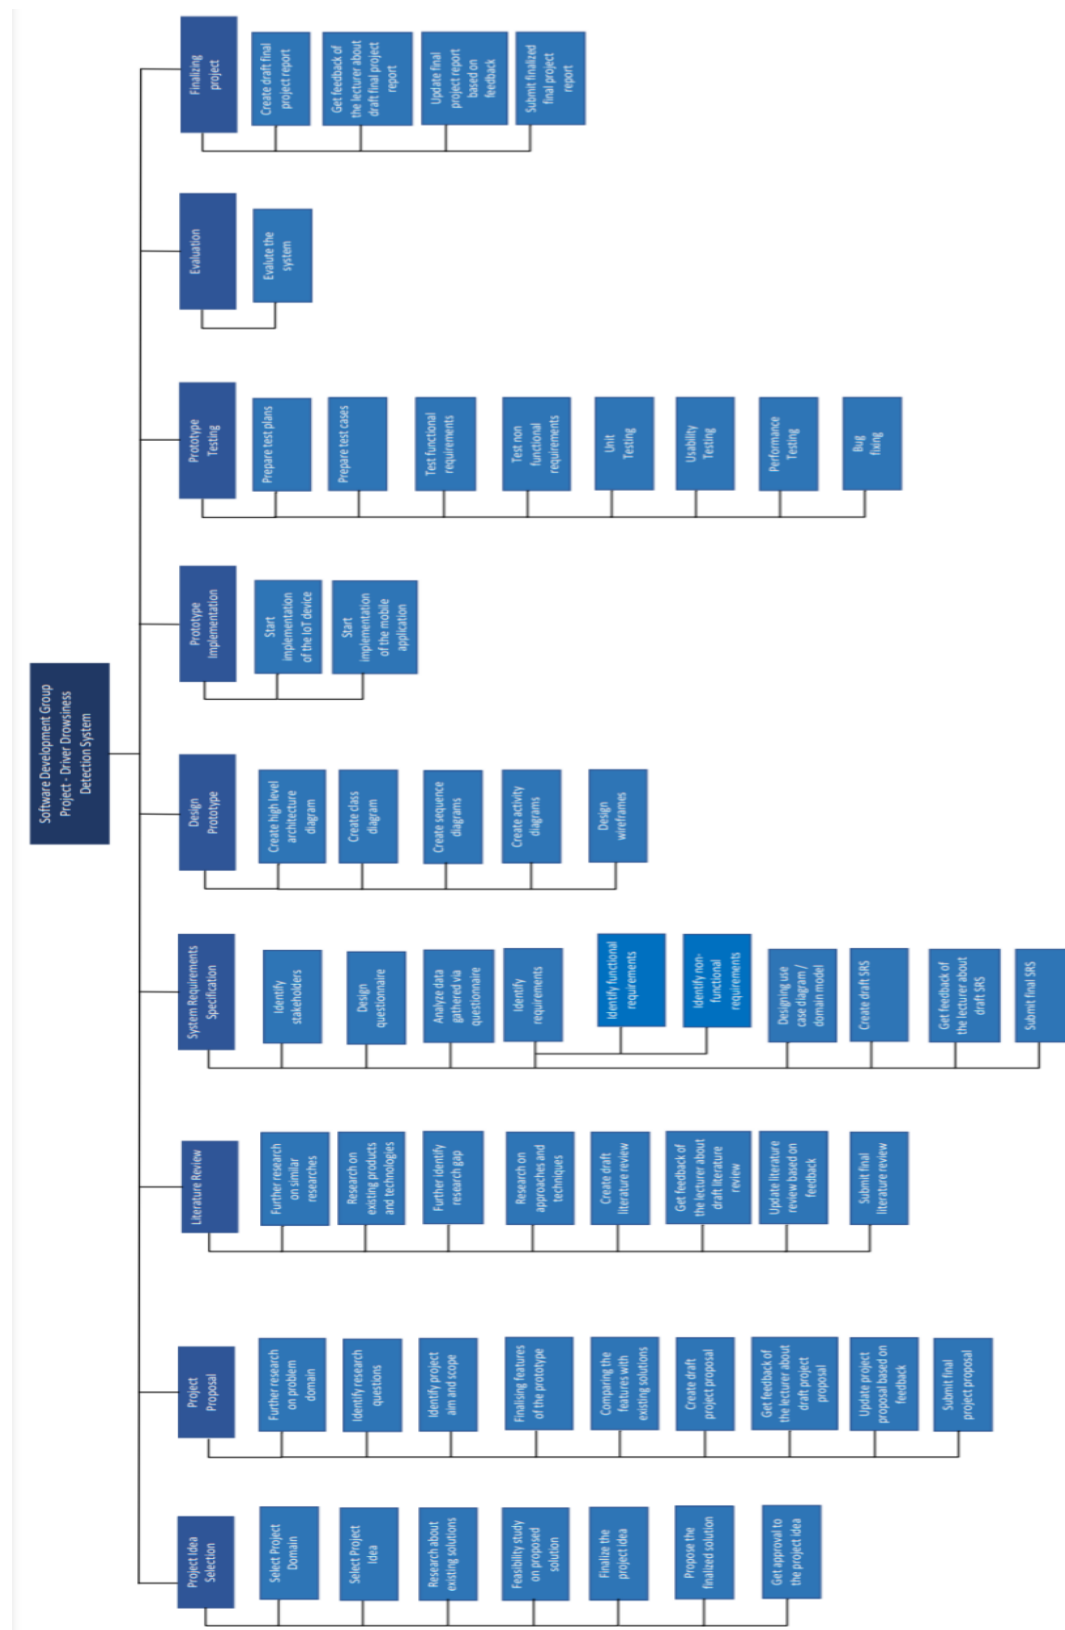 Software Development Group
Project - Driver Drowsiness
Detection System
Project Idea
Selection
Select Project
Domain
Select Project
Idea
Research about
existing solutions
Feasibility study
on proposed
solution
Finalize the
project idea
Propose the
finalized solution
Get approval to
the project idea
Project
Proposal
Further research
on problem
domain
Identify research
questions
Identify project
aim and scope
Finalising features
of the prototype
Comparing the
features with
existing solutions
Create draft
project proposal
Get feedback of
the lecturer about
draft project
proposal
Update project
proposal based on
feedback
Submit final
project proposal
Literature Review
Further research
on similar
researches
Research on
existing products
and technologies
Further identify
research gap
Research on
approaches and
techniques
Create draft
literature review
Get feedback of
the lecturer about
draft literature
review
Update literature
review based on
feedback
Submit final
literature review
System Requirements
Specification
Identify
stakeholders
Design
questionnaire
Analyze data
gathered via
questionnaire
Identify
requirements
Identify functional
requirements
Identify non-
functional
requirements
Designing use
case diagram /
domain model
Create draft SRS
Get feedback of
the lecturer about
draft SRS
Submit final SRS
Design
Prototype
Create high level
architecture
diagram
Create class
diagram
Create sequence
diagrams
Create activity
diagrams
Design
wireframes
Prototype
Implementation
Start
implementation
of the IoT device
Start
implementation
of the mobile
application
Prototype
Testing
Prepare test plans
Prepare test cases
Test functional
requirements
Test non
functional
requirements
Unit
Testing
Usability
Testing
Performance
Testing
Bug
fixing
Evaluation
Evalute the
system
Finalizing
project
Create draft final
project report
Get feedback of
the lecturer about
draft final project
report
Update final
project report
based on
feedback
Submit finalized
final project
report